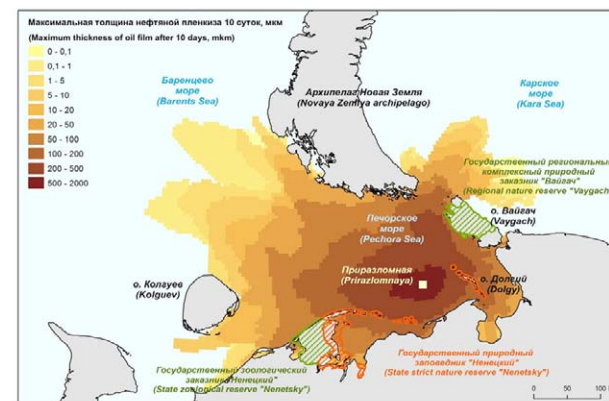 Максимальная толщина нефтяной пленкиз 10 суток, мкм
(Maximum thickness of oil film after 10 days, mkm)
0 - 0,1
0,1 - 1
1 - 5
5 - 10
10 - 20
20 - 50
50 - 100
100 - 200
200 - 500
500 - 2000
Баренцево
море
(Barents Sea)
Архипелаг Новая Земля
(Novaya Zemlya archipelago)
Карское
море
(Kara Sea)
Государственный региональный
комплексный природный
заказник "Вайгач"
(Regional nature reserve "Vaygach
о. Вайгач
(Vaygach)
Печорское
море
(Pechora Sea)
Приразломная
(Prirazlomnaya)
о. Долгий
(Dolgy)
о. Колгуев
(Kolguev)
Государственный зоологический
заказник "Ненецкий"
(State zoological reserve "Nenetsky")
Государственный природный
заповедник "Ненецкий"
(State strict nature reserve "Nenetsky")
0 50 100